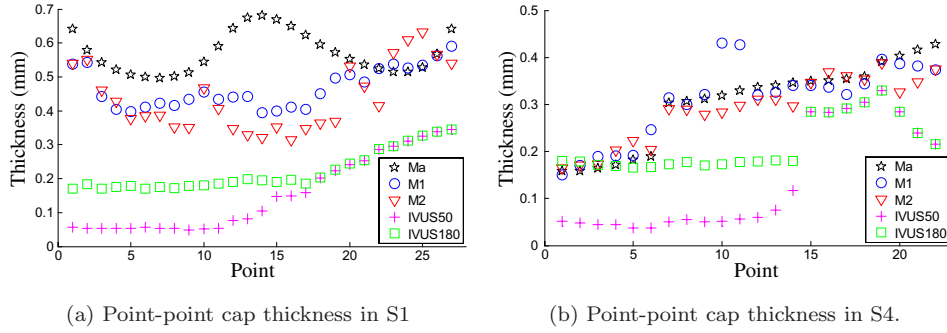 0.7
0.6
0.5
0.4
0.3
0.2
0.1
0
Thickness (mm)
0 5 10 15 20 25
Point
Ma
M1
M2
IVUS50
IVUS180
0.5
0.4
0.3
0.2
0.1
0
Thickness (mm)
0 5 10 15 20
Point
Ma
M1
M2
IVUS50
IVUS180
(a) Point-point cap thickness in S1
(b) Point-point cap thickness in S4.